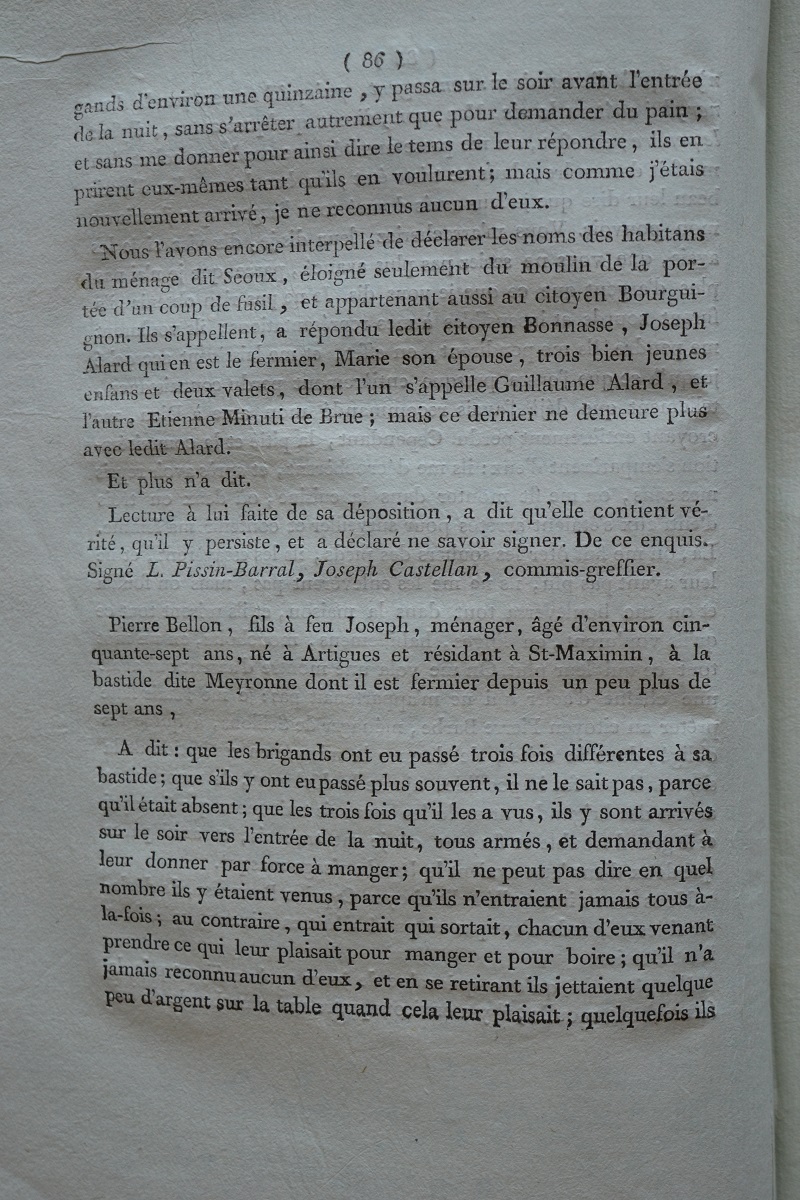 ( 86 )
gands d'environ une quinzaine , y passa sur le soir avant l'entrée
de la nuit , sans s'arrêter autrement que pour demander du pain ;
et sans me donner pour ainsi dire le tems de leur répondre , ils en
prirent eux-mêmes tant qu'ils en voulurent ; mais comme j'étais
nouvellement arrivé , je ne reconnus aucun d'eux.
Nous l'avons encore interpellé de déclarer les noms des habitans
du ménage dit Seoux , éloigné seulement du moulin de la por-
tée d'un coup de fusil , et appartenant aussi au citoyen Bourgui-
gnon. Ils s'appellent , a répondu ledit citoyen Bonnasse , Joseph
Alard qui en est le fermier, Marie son épouse , trois bien jeunes
enfans et deux valets , dont l'un s'appelle Guillaume Alard , et
l'autre Etienne Minuti de Brue ; mais ce dernier ne demeure plus
avec ledit Alard.
Et plus n'a dit.
Lecture à lui faite de sa déposition , a dit qu'elle contient vé-
rité , qu'il y persiste , et a déclaré ne savoir signer. De ce enquis.
Signé L. Pissin-Barral, Joseph Castellan, commis-greffier.
Pierre Bellon , fils à feu Joseph , ménager, âgé d'environ cin-
quante-sept ans , né à Artigues et résidant à St-Maximin , à la
bastide dite Meyronne dont il est fermier depuis un peu plus de
sept ans ,
A dit : que les brigands ont eu passé trois fois différentes à sa
bastide ; que s'ils y ont eu passé plus souvent , il ne le sait pas , parce
qu'il était absent ; que les trois fois qu'il les a vus , ils y sont arrivés
sur le soir vers l'entrée de la nuit , tous armés , et demandant à
leur donner par force à manger ; qu'il ne peut pas dire en quel
nombre ils y étaient venus , parce qu'ils n'entraient jamais tous à-
la-fois ; au contraire , qui entrait qui sortait , chacun d'eux venant
prendre ce qui leur plaisait pour manger et pour boire ; qu'il n'a
jamais reconnu aucun d'eux , et en se retirant ils jettaient quelque
peu d'argent sur la table quand cela leur plaisait ; quelquefois ils